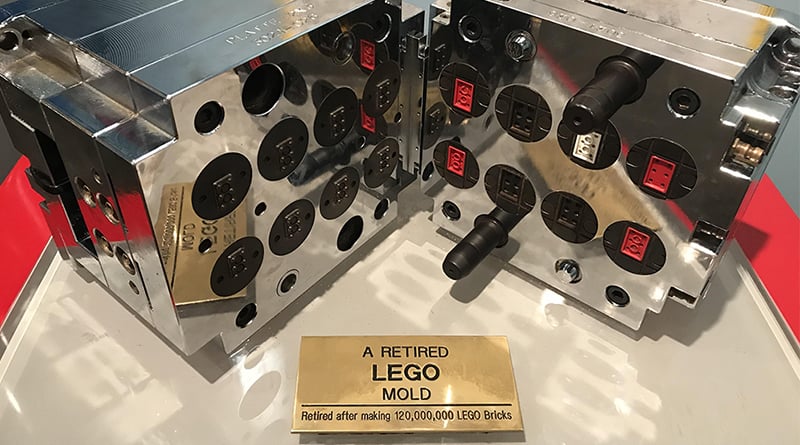 A RETIRED
LEGO
MOLD
Retired after making 120,000,000 LEGO Bricks